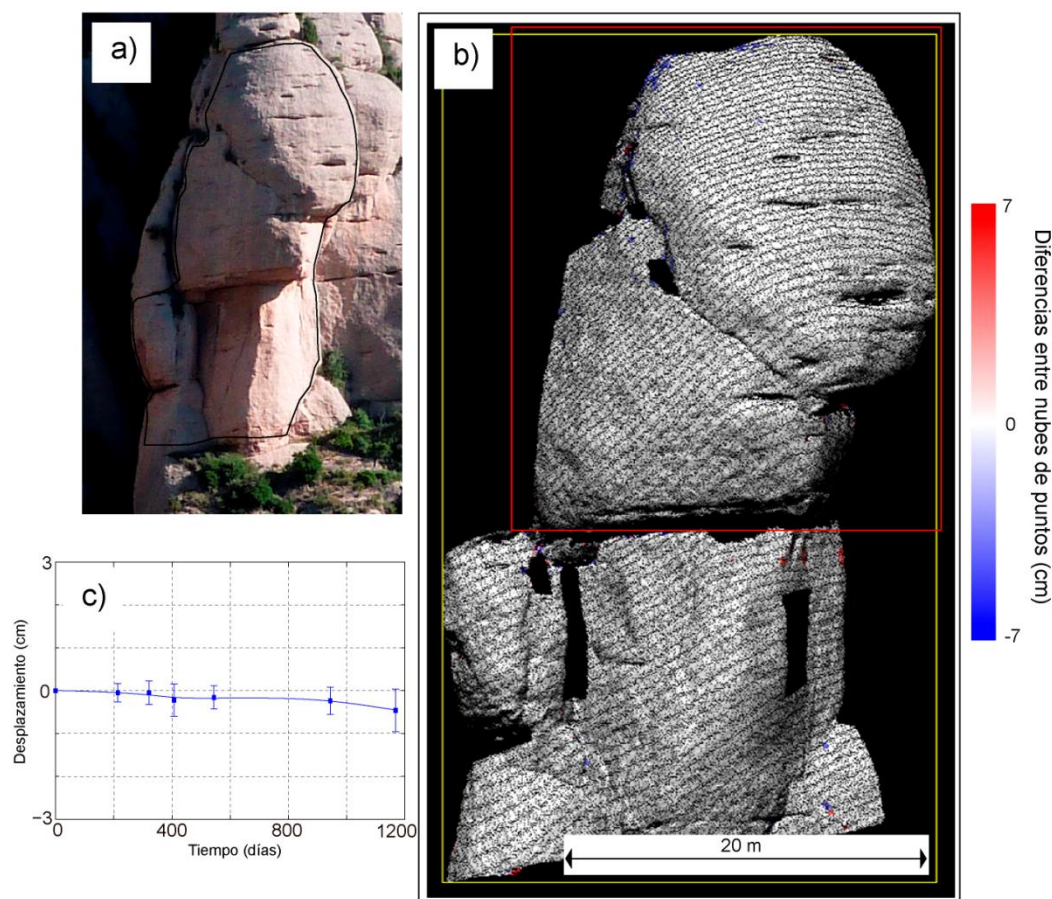 a)
b)
7
0
-7
Diferencias entre nubes de puntos (cm)
20 m
c)
3
0
−3
Desplazamiento (cm)
0
400
800
1200
Tiempo (días)